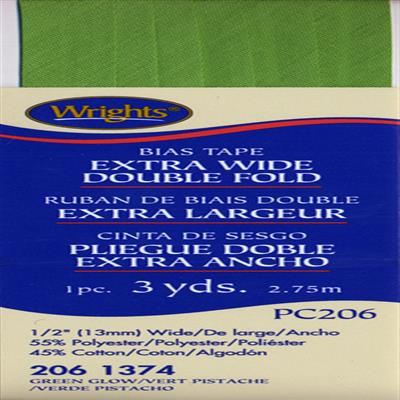 Wrights®
BIAS TAPE
EXTRA WIDE
DOUBLE FOLD
RUBAN DE BIAIS DOUBLE
EXTRA LARGEUR
CINTA DE SESGO
PLIEGUE DOBLE
EXTRA ANCHO
1pc. 3 yds. 2.75m
PC206
1/2" (13mm) Wide/De large/Ancho
55% Polyester/Polyester/Poliéster
45% Cotton/Coton/Algodón
206 1374
GREEN GLOW/VERT PISTACHE
/VERDE PISTACHO